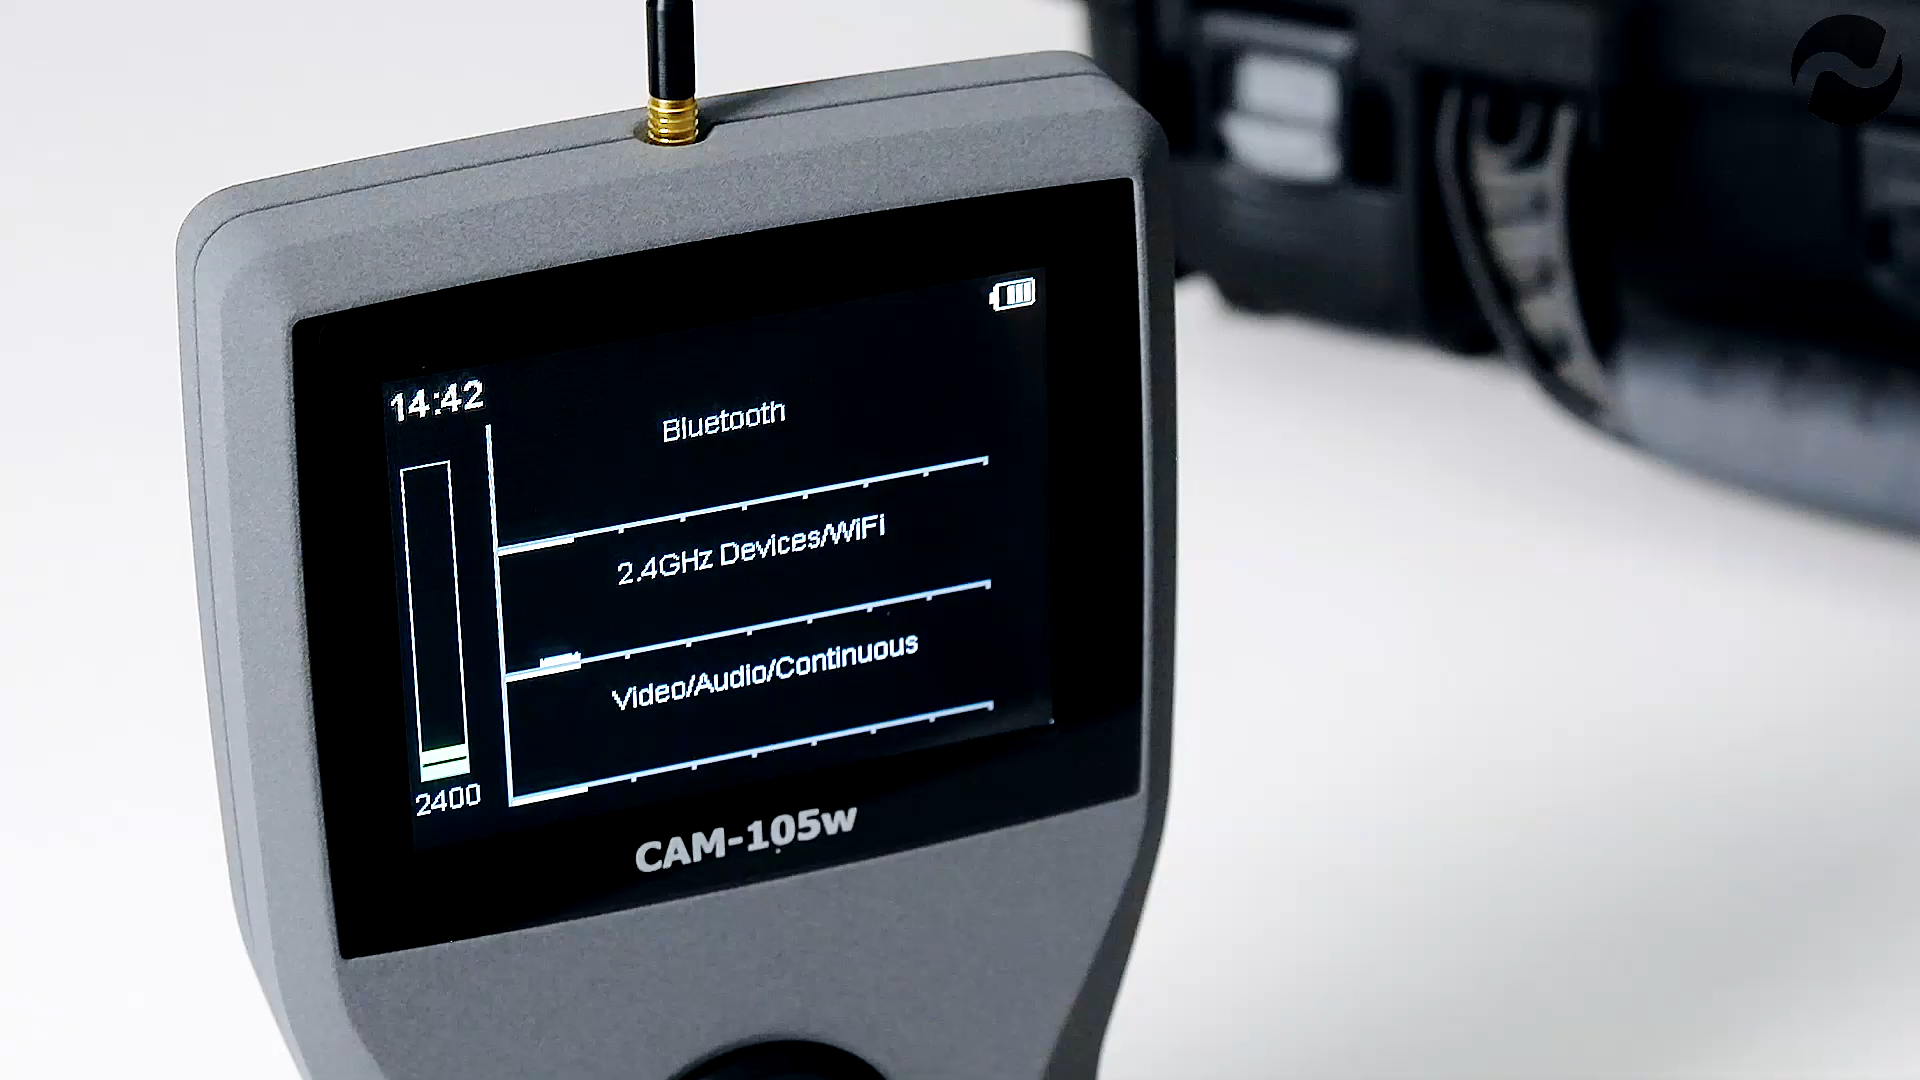 14:42
Bluetooth
2.4GHz Devices/WiFi
Video/Audio/Continuous
2400
CAM-105w